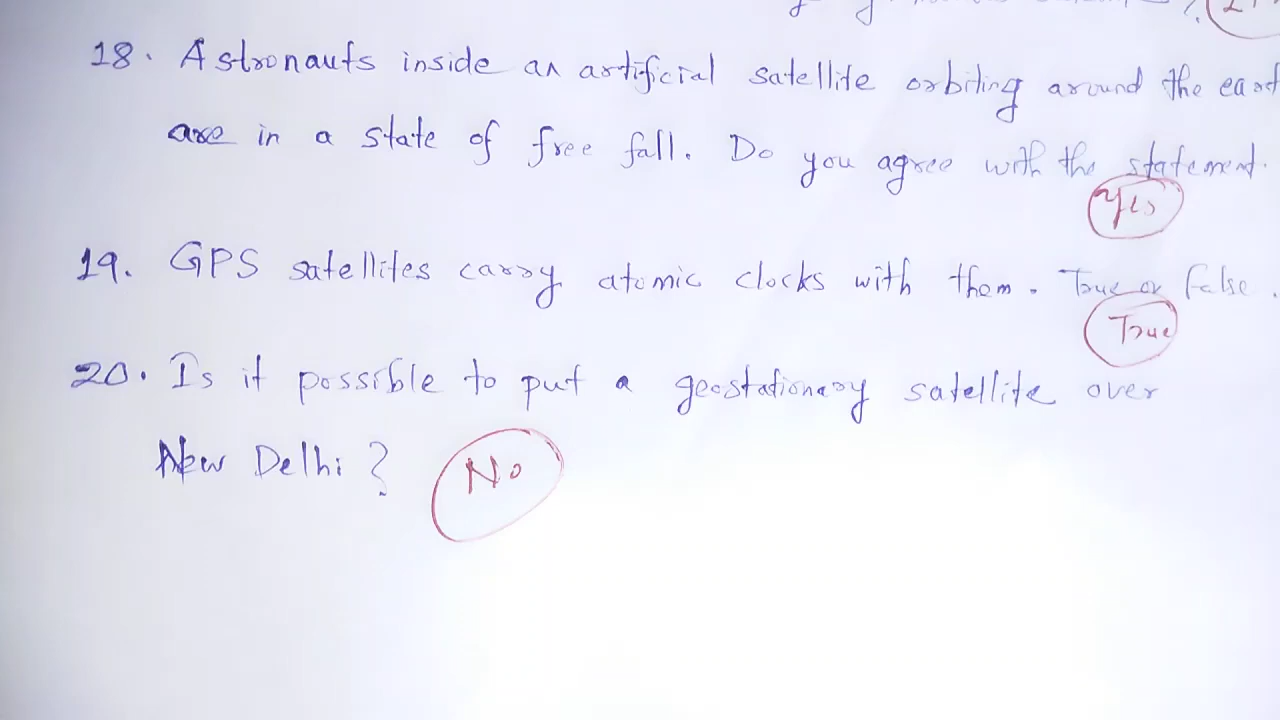 18. Astronauts inside an artificial satellite orbiting around the
are in a state of free fall. Do you agree with the statement.
Yes
19. GPS satellites carry atomic clocks with them. True or false.
True
20. Is it possible to put a geostationary satellite over
New Delhi?
No